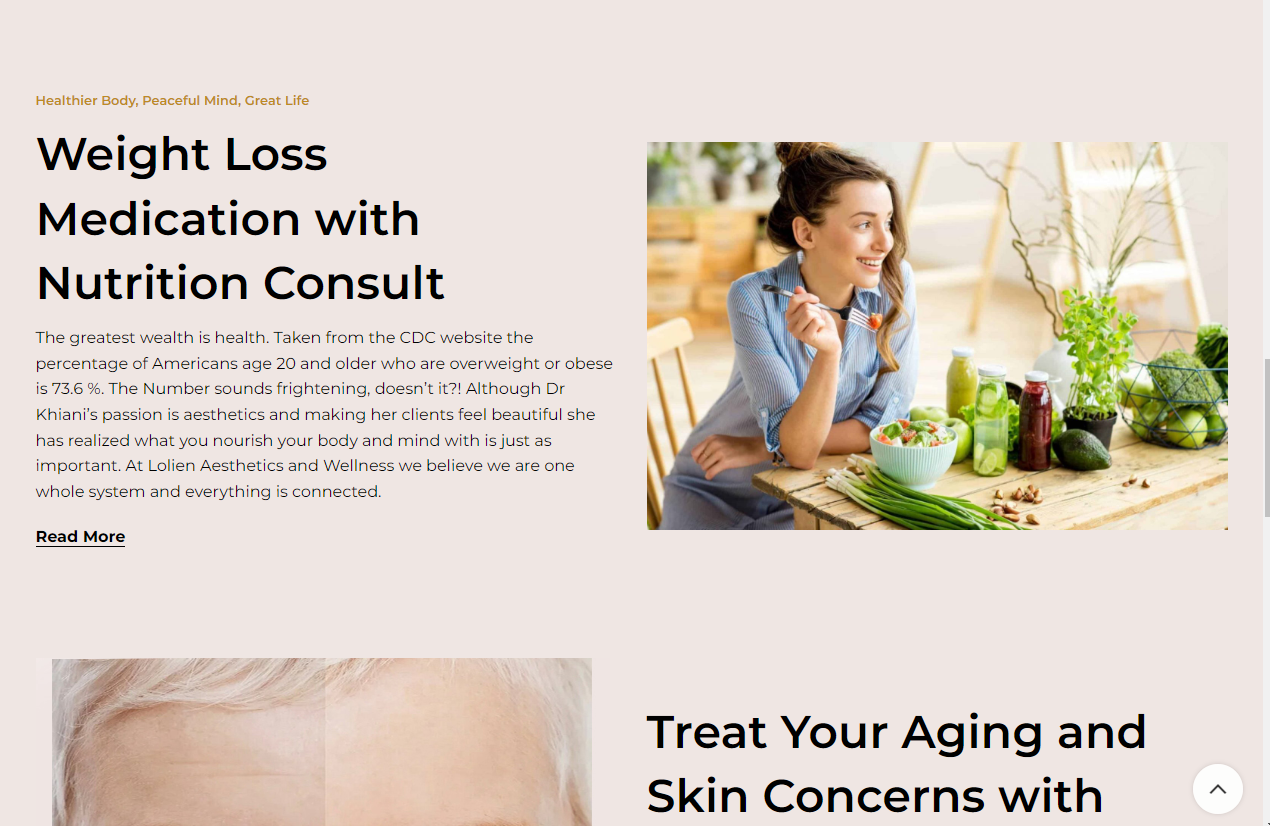 Healthier Body, Peaceful Mind, Great Life
Weight Loss
Medication with
Nutrition Consult
The greatest wealth is health. Taken from the CDC website the
percentage of Americans age 20 and older who are overweight or obese
is 73.6 %. The Number sounds frightening, doesn’t it?! Although Dr
Khiani’s passion is aesthetics and making her clients feel beautiful she
has realized what you nourish your body and mind with is just as
important. At Lolien Aesthetics and Wellness we believe we are one
whole system and everything is connected.
Read More
Treat Your Aging and
Skin Concerns with